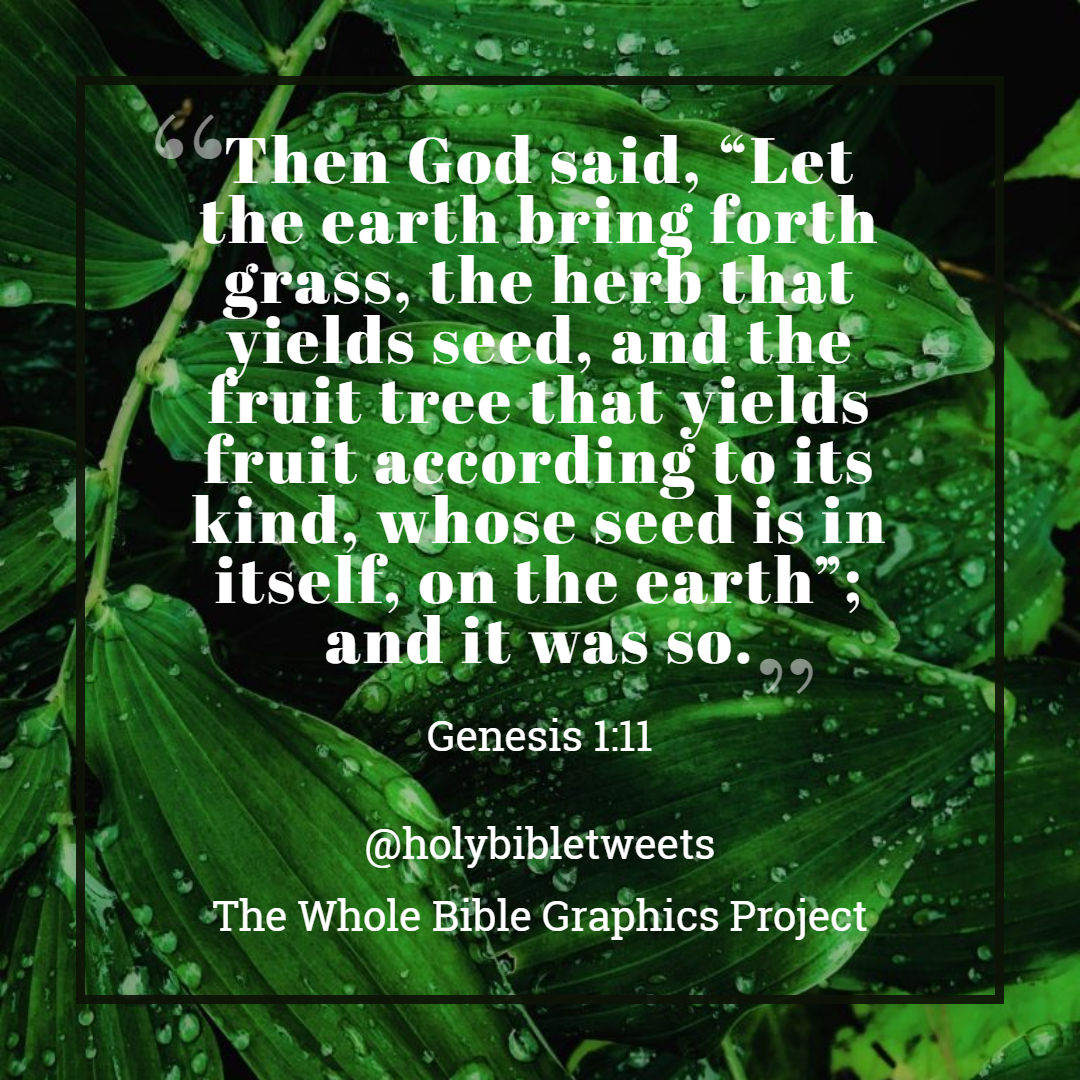 “Then God said, “Let
the earth bring forth
grass, the herb that
yields seed, and the
fruit tree that yields
fruit according to its
kind, whose seed is in
itself, on the earth”;
and it was so.”
Genesis 1:11
@holybibletweets
The Whole Bible Graphics Project